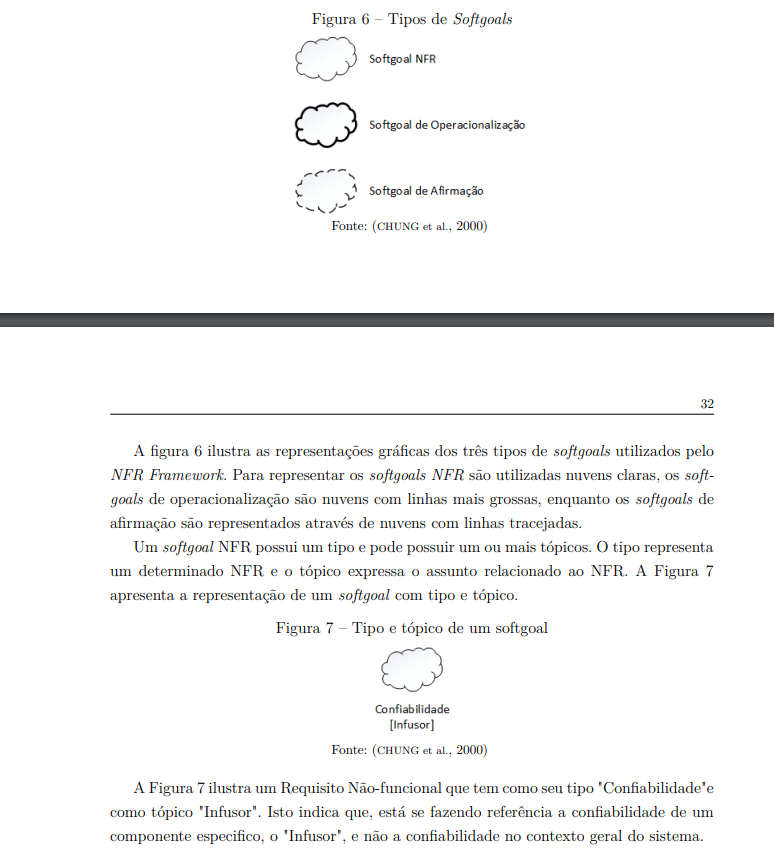 Figura 6 – Tipos de Softgoals
Softgoal NFR
Softgoal de Operacionalização
Softgoal de Afirmação
Fonte: (CHUNG et al., 2000)
32
A figura 6 ilustra as representações gráficas dos três tipos de softgoals utilizados pelo
NFR Framework. Para representar os softgoals NFR são utilizadas nuvens claras, os soft-
goals de operacionalização são nuvens com linhas mais grossas, enquanto os softgoals de
afirmação são representados através de nuvens com linhas tracejadas.
Um softgoal NFR possui um tipo e pode possuir um ou mais tópicos. O tipo representa
um determinado NFR e o tópico expressa o assunto relacionado ao NFR. A Figura 7
apresenta a representação de um softgoal com tipo e tópico.
Figura 7 – Tipo e tópico de um softgoal
Confiabilidade
[Infusor]
Fonte: (CHUNG et al., 2000)
A Figura 7 ilustra um Requisito Não-funcional que tem como seu tipo "Confiabilidade"e
como tópico "Infusor". Isto indica que, está se fazendo referência a confiabilidade de um
componente especifico, o "Infusor", e não a confiabilidade no contexto geral do sistema.